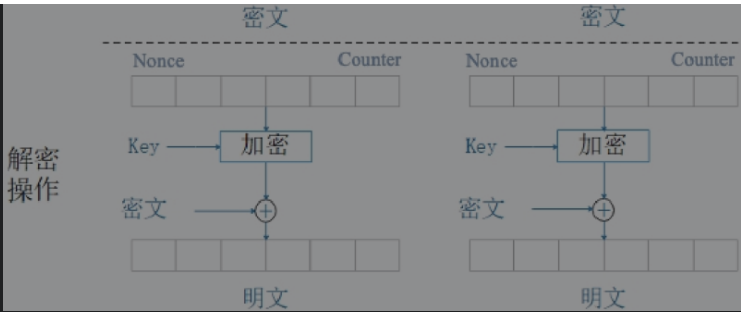 密文 密文
Nonce Counter Nonce Counter
解密
操作
Key 加密 Key 加密
密文 密文
明文 明文